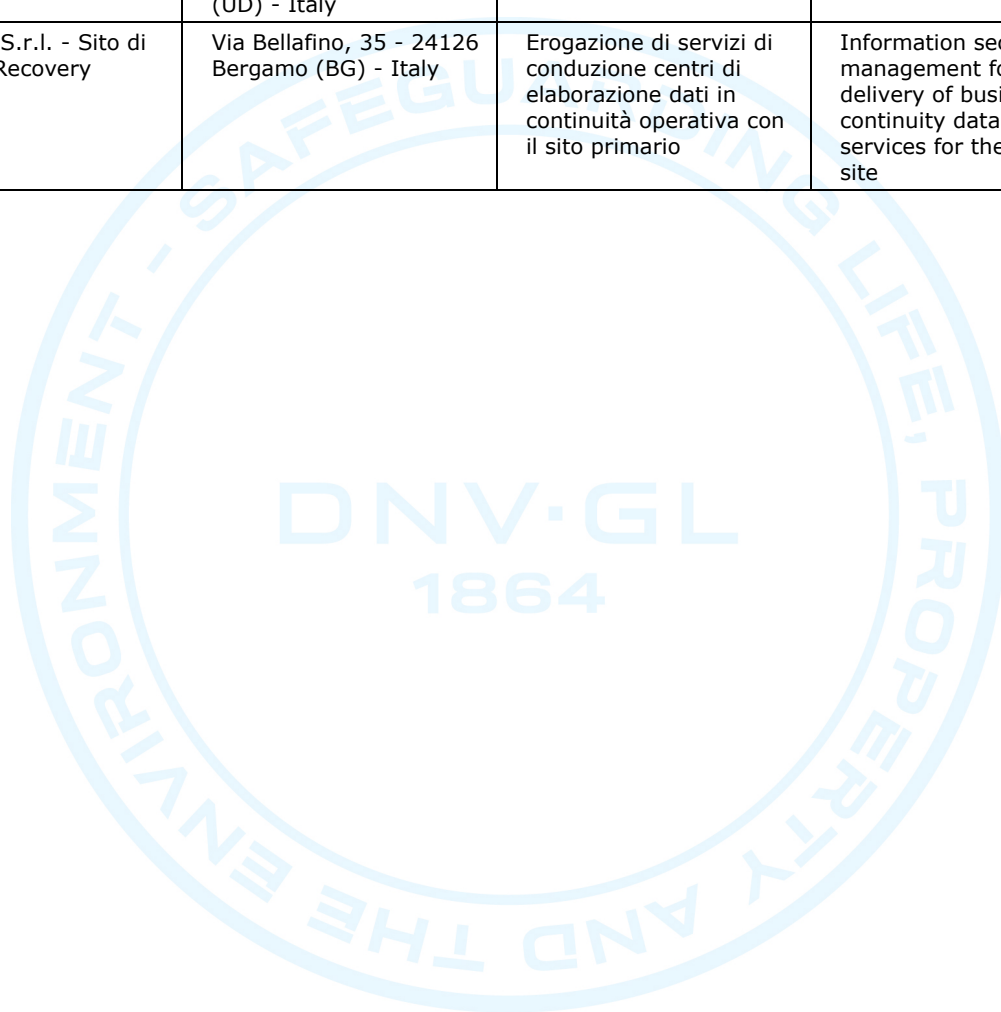 (UD) - Italy
S.r.l. - Sito di
Recovery
Via Bellafino, 35 - 24126
Bergamo (BG) - Italy
Erogazione di servizi di
conduzione centri di
elaborazione dati in
continuità operativa con
il sito primario
Information sec
management fo
delivery of busi
continuity data
services for the
site
SAFEGUARDING LIFE, PROPERTY AND THE ENVIRONMENT -
DNV·GL
1864